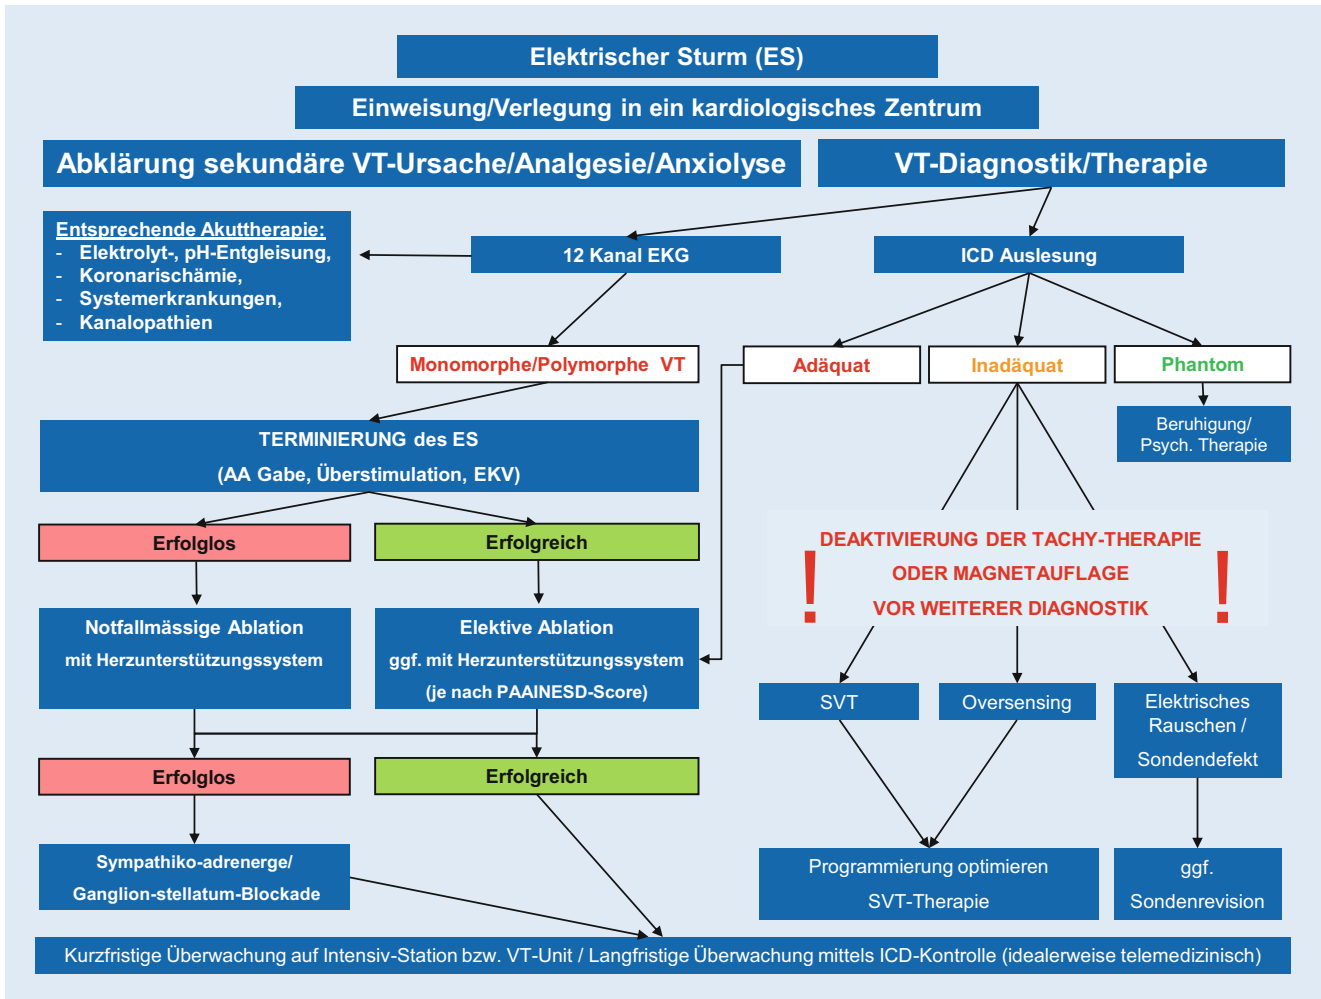 Elektrischer Sturm (ES)
Einweisung/Verlegung in ein kardiologisches Zentrum
Abklärung sekundäre VT-Ursache/Analgesie/Anxiolyse
VT-Diagnostik/Therapie
Entsprechende Akuttherapie:
- Elektrolyt-, pH-Entgleisung,
- Koronarischämie,
- Systemerkrankungen,
- Kanalopathien
12 Kanal EKG
ICD Auslesung
Monomorphe/Polymorphe VT
Adäquat
Inadäquat
Phantom
Beruhigung/
Psych. Therapie
TERMINIERUNG des ES
(AA Gabe, Überstimulation, EKV)
Erfolglos
Erfolgreich
! DEAKTIVIERUNG DER TACHY-THERAPIE !
ODER MAGNETAUFLAGE
VOR WEITERER DIAGNOSTIK
Notfallmässige Ablation
mit Herzunterstützungssystem
Elektive Ablation
ggf. mit Herzunterstützungssystem
(je nach PAAINESD-Score)
SVT
Oversensing
Elektrisches
Rauschen /
Sondendefekt
Erfolglos
Erfolgreich
Sympathiko-adrenerge/
Ganglion-stellatum-Blockade
Programmierung optimieren
SVT-Therapie
ggf.
Sondenrevision
Kurzfristige Überwachung auf Intensiv-Station bzw. VT-Unit / Langfristige Überwachung mittels ICD-Kontrolle (idealerweise telemedizinisch)